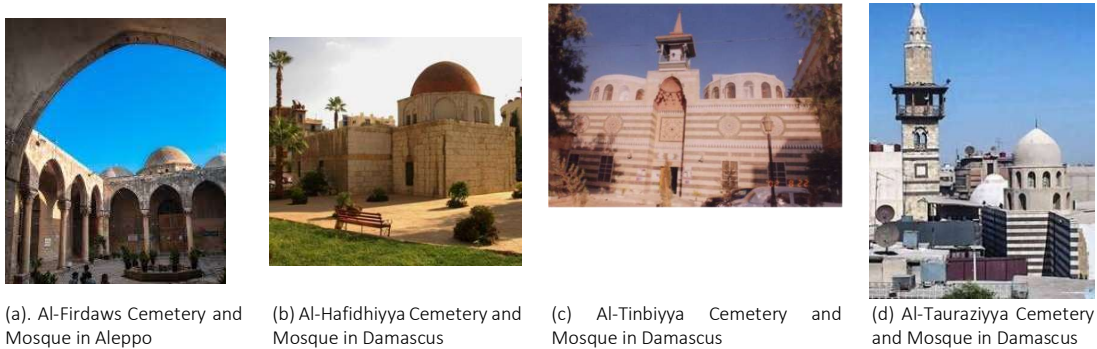 (a). Al-Firdaws Cemetery and
Mosque in Aleppo
(b) Al-Hafidhiyya Cemetery and
Mosque in Damascus
(c) Al-Tinbiyya Cemetery and
Mosque in Damascus
(d) Al-Tauraziyya Cemetery
and Mosque in Damascus